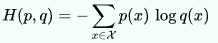 H(p, q) = −∑x∈𝒳 p(x) log q(x)